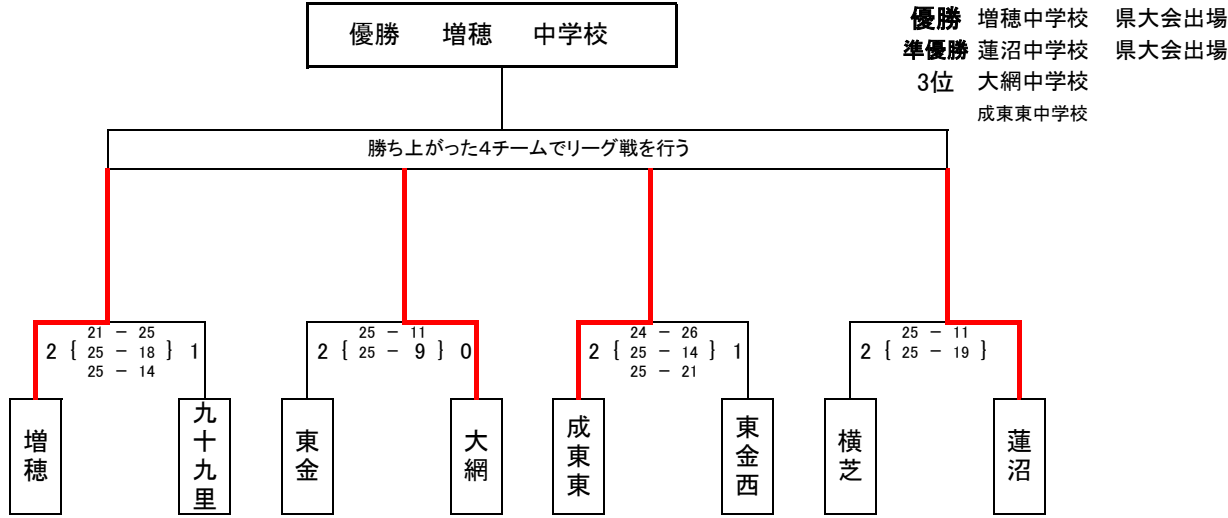 優勝 増穂 中学校
優勝 増穂中学校 県大会出場
準優勝 蓮沼中学校 県大会出場
3位 大網中学校
成東東中学校
勝ち上がった4チームでリーグ戦を行う
21 － 25
2 { 25 － 18 } 1
25 － 14
25 － 11
2 { 25 － 9 } 0
24 － 26
2 { 25 － 14 } 1
25 － 21
25 － 11
2 { 25 － 19 }
増穂
九十九里
東金
大網
成東東
東金西
横芝
蓮沼